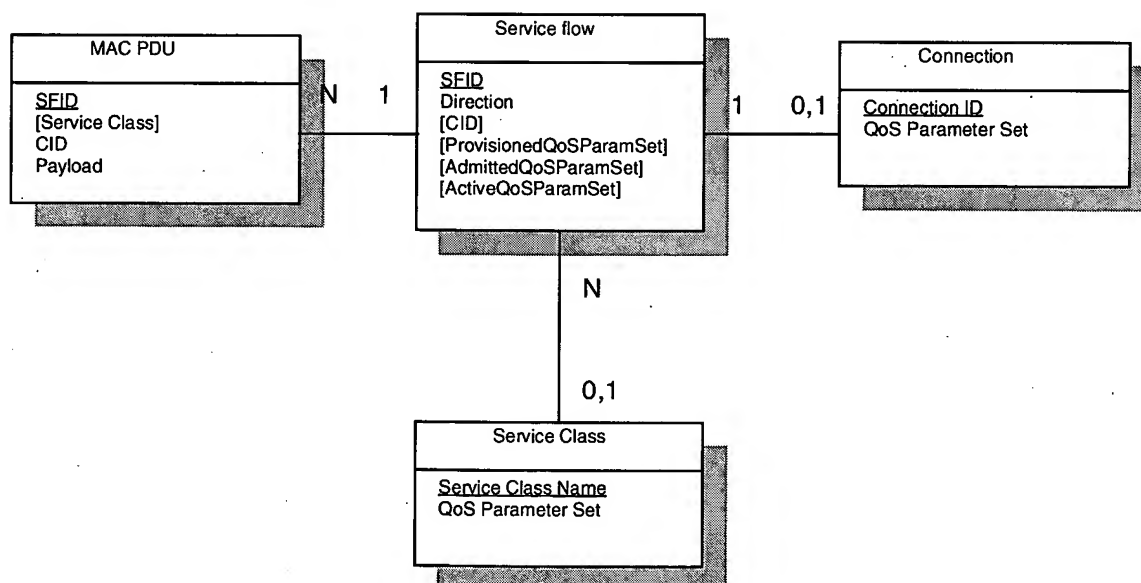 MAC PDU
SFID
[Service Class]
CID
Payload
N
1
Service flow
SFID
Direction
[CID]
[ProvisionedQoSParamSet]
[AdmittedQoSParamSet]
[ActiveQoSParamSet]
1
0,1
Connection
Connection ID
QoS Parameter Set
N
0,1
Service Class
Service Class Name
QoS Parameter Set